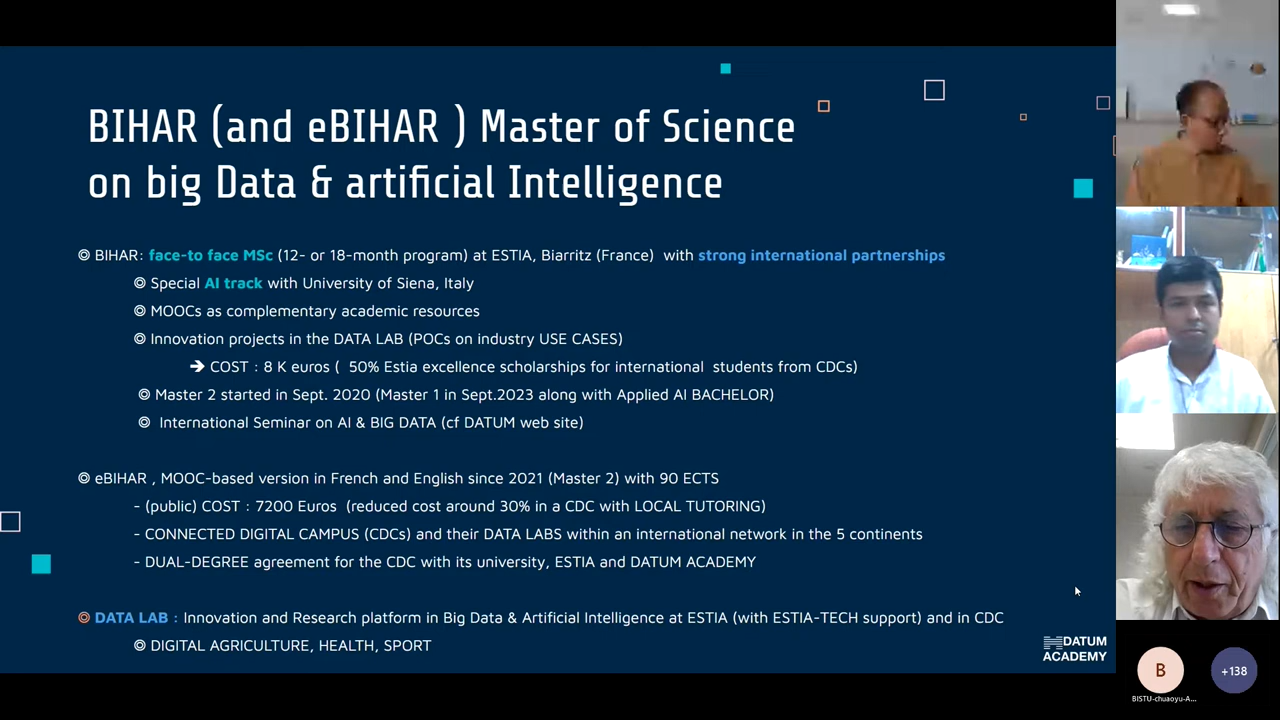 BIHAR (and eBIHAR ) Master of Science
on big Data & artificial Intelligence
BIHAR: face-to face MSc (12- or 18-month program) at ESTIA, Biarritz (France) with strong international partnerships
Special AI track with University of Siena, Italy
MOOCs as complementary academic resources
Innovation projects in the DATA LAB (POCs on industry USE CASES)
➔ COST : 8 K euros ( 50% Estia excellence scholarships for international students from CDCs)
Master 2 started in Sept. 2020 (Master 1 in Sept.2023 along with Applied AI BACHELOR)
International Seminar on AI & BIG DATA (cf DATUM web site)
eBIHAR , MOOC-based version in French and English since 2021 (Master 2) with 90 ECTS
- (public) COST : 7200 Euros (reduced cost around 30% in a CDC with LOCAL TUTORING)
- CONNECTED DIGITAL CAMPUS (CDCs) and their DATA LABS within an international network in the 5 continents
- DUAL-DEGREE agreement for the CDC with its university, ESTIA and DATUM ACADEMY
DATA LAB : Innovation and Research platform in Big Data & Artificial Intelligence at ESTIA (with ESTIA-TECH support) and in CDC
DIGITAL AGRICULTURE, HEALTH, SPORT
DATUM
ACADEMY
B
+138
BISTU-chuaoyu-A...